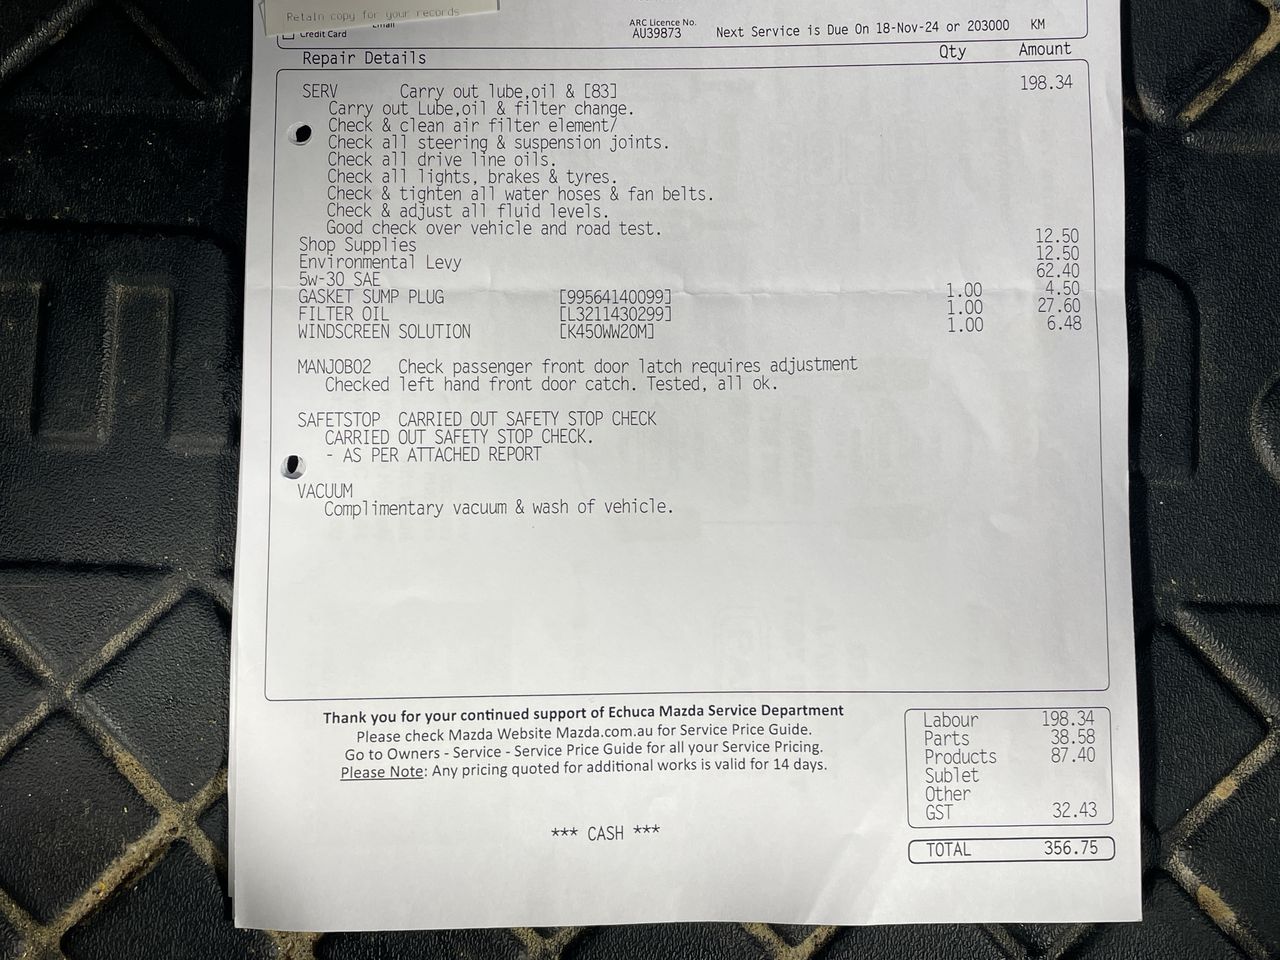 Retain copy for your records
Email
Credit Card
ARC Licence No.
AU39873 Next Service is Due On 18-Nov-24 or 203000 KM
Repair Details Qty Amount
SERV Carry out lube,oil & [83] 198.34
Carry out Lube,oil & filter change.
Check & clean air filter element/
Check all steering & suspension joints.
Check all drive line oils.
Check all lights, brakes & tyres.
Check & tighten all water hoses & fan belts.
Check & adjust all fluid levels.
Good check over vehicle and road test.
Shop Supplies 12.50
Environmental Levy 12.50
5w-30 SAE 62.40
GASKET SUMP PLUG [99564140099] 1.00 4.50
FILTER OIL [L3211430299] 1.00 27.60
WINDSCREEN SOLUTION [K450WW20M] 1.00 6.48
MANJOB02 Check passenger front door latch requires adjustment
Checked left hand front door catch. Tested, all ok.
SAFETSTOP CARRIED OUT SAFETY STOP CHECK
CARRIED OUT SAFETY STOP CHECK.
- AS PER ATTACHED REPORT
VACUUM
Complimentary vacuum & wash of vehicle.
Thank you for your continued support of Echuca Mazda Service Department
Please check Mazda Website Mazda.com.au for Service Price Guide.
Go to Owners - Service - Service Price Guide for all your Service Pricing.
Please Note: Any pricing quoted for additional works is valid for 14 days.
*** CASH ***
Labour 198.34
Parts 38.58
Products 87.40
Sublet
Other
GST 32.43
TOTAL 356.75